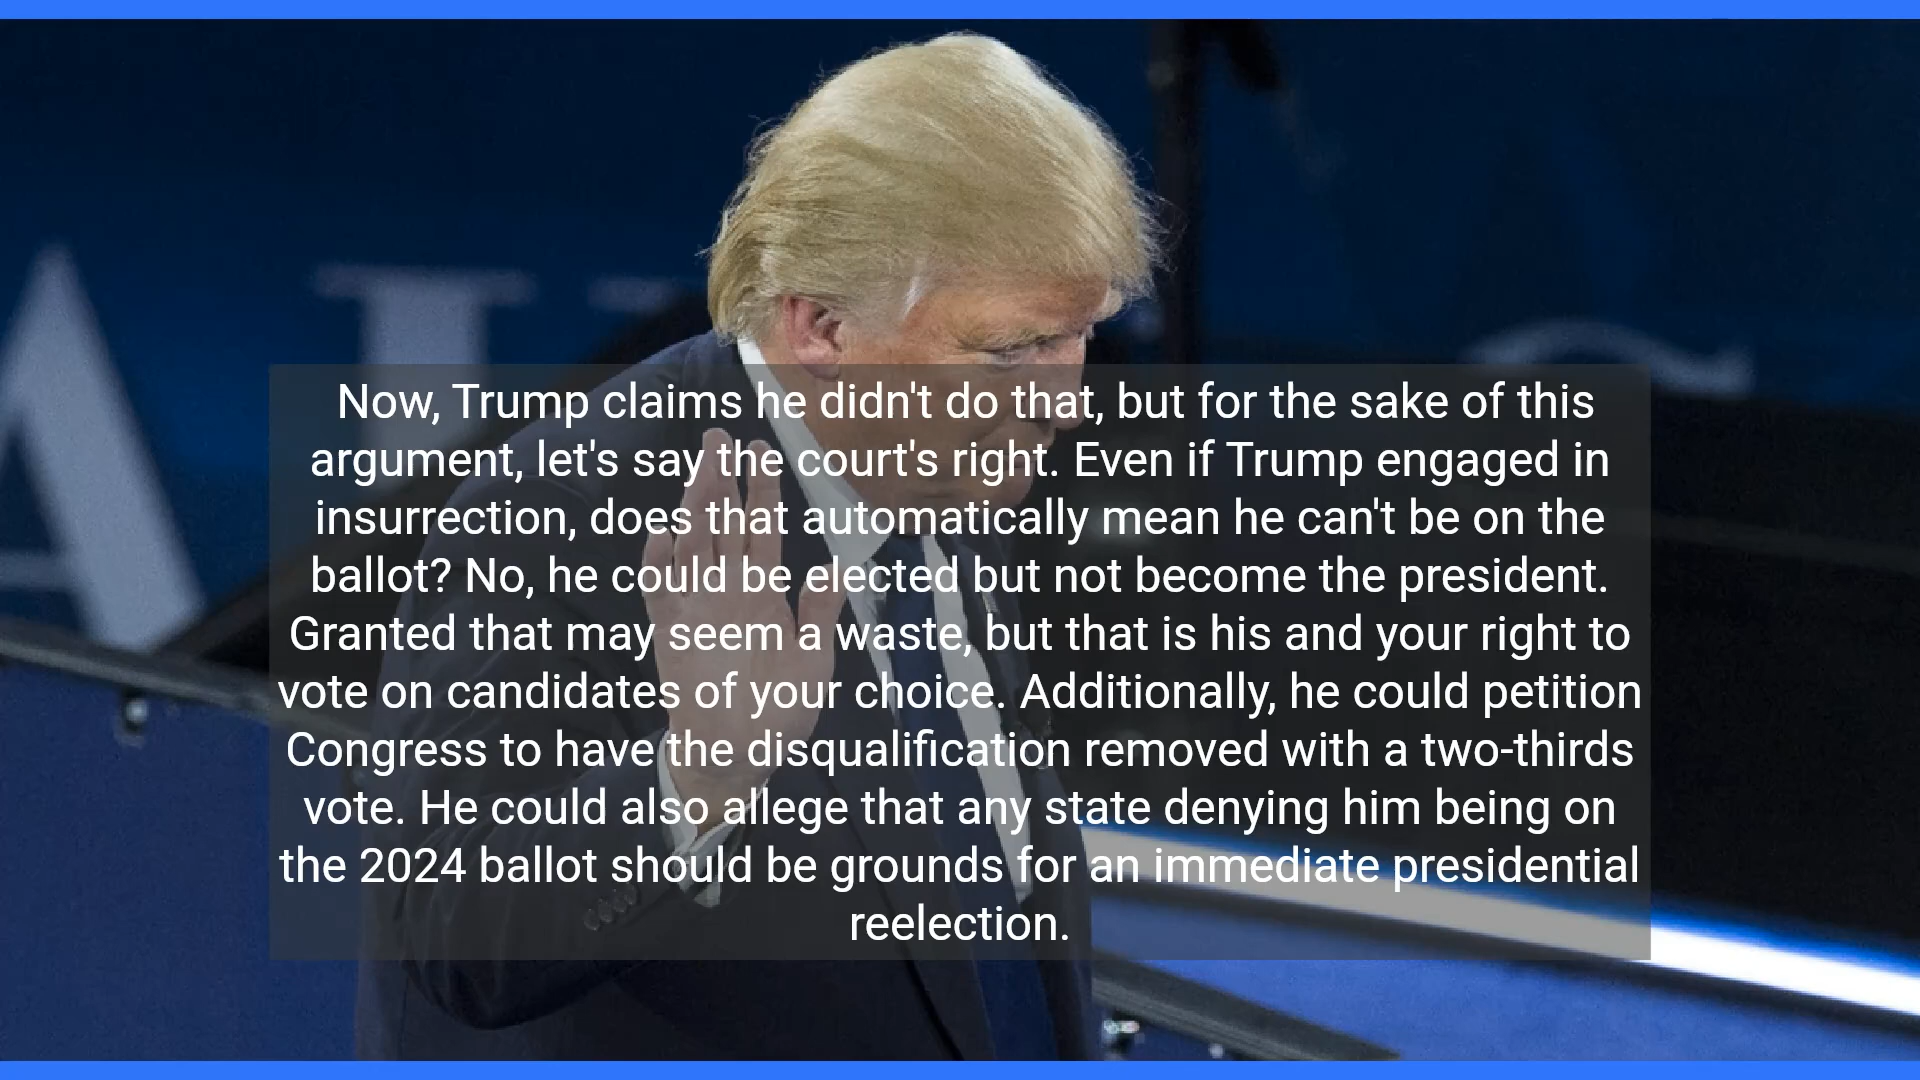 Now, Trump claims he didn't do that, but for the sake of this
argument, let's say the court's right. Even if Trump engaged in
insurrection, does that automatically mean he can't be on the
ballot? No, he could be elected but not become the president.
Granted that may seem a waste, but that is his and your right to
vote on candidates of your choice. Additionally, he could petition
Congress to have the disqualification removed with a two-thirds
vote. He could also allege that any state denying him being on
the 2024 ballot should be grounds for an immediate presidential
reelection.